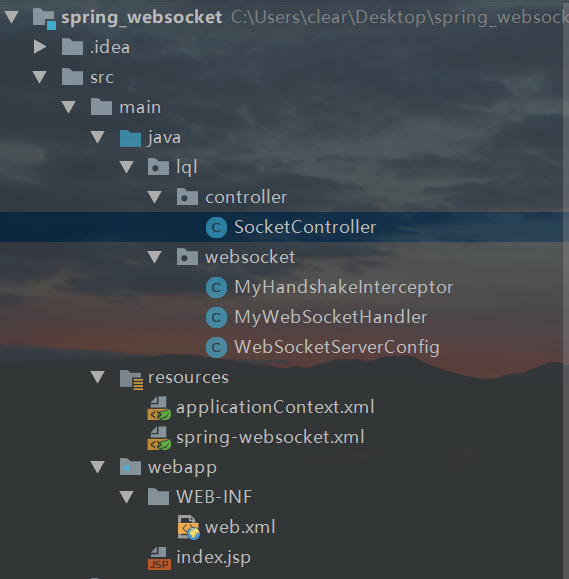 spring_websocket C:\Users\clear\Desktop\spring_websock
.idea
src
main
java
lql
controller
SocketController
websocket
MyHandshakeInterceptor
MyWebSocketHandler
WebSocketServerConfig
resources
applicationContext.xml
spring-websocket.xml
webapp
WEB-INF
web.xml
index.jsp